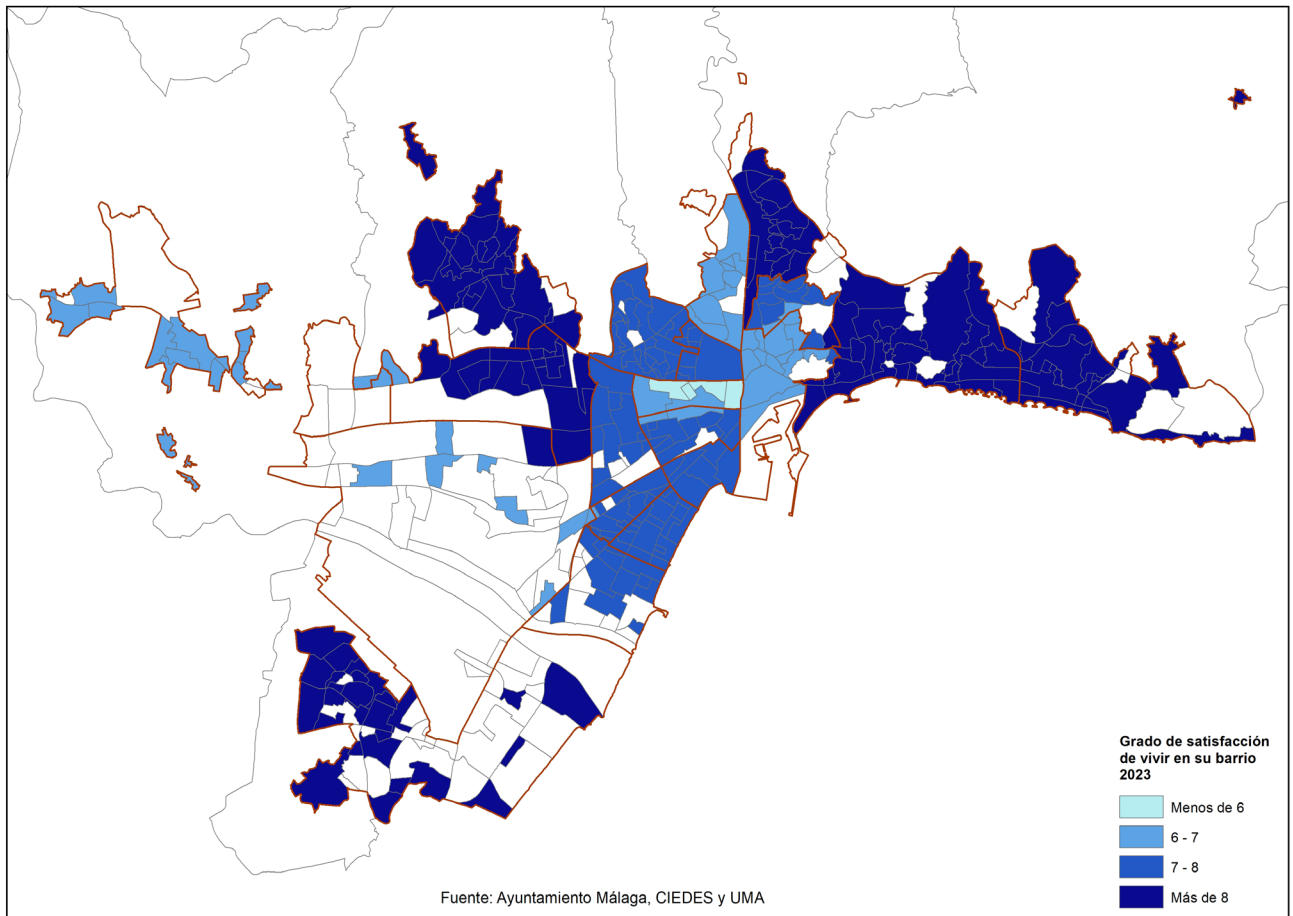 Grado de satisfacción
de vivir en su barrio
2023
Menos de 6
6 - 7
7 - 8
Más de 8
Fuente: Ayuntamiento Málaga, CIEDES y UMA